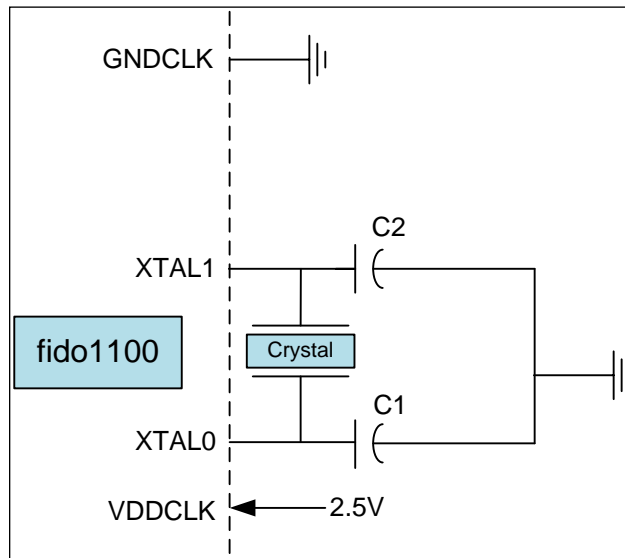 GNDCLK
C2
XTAL1
fido1100
Crystal
C1
XTAL0
VDDCLK
2.5V